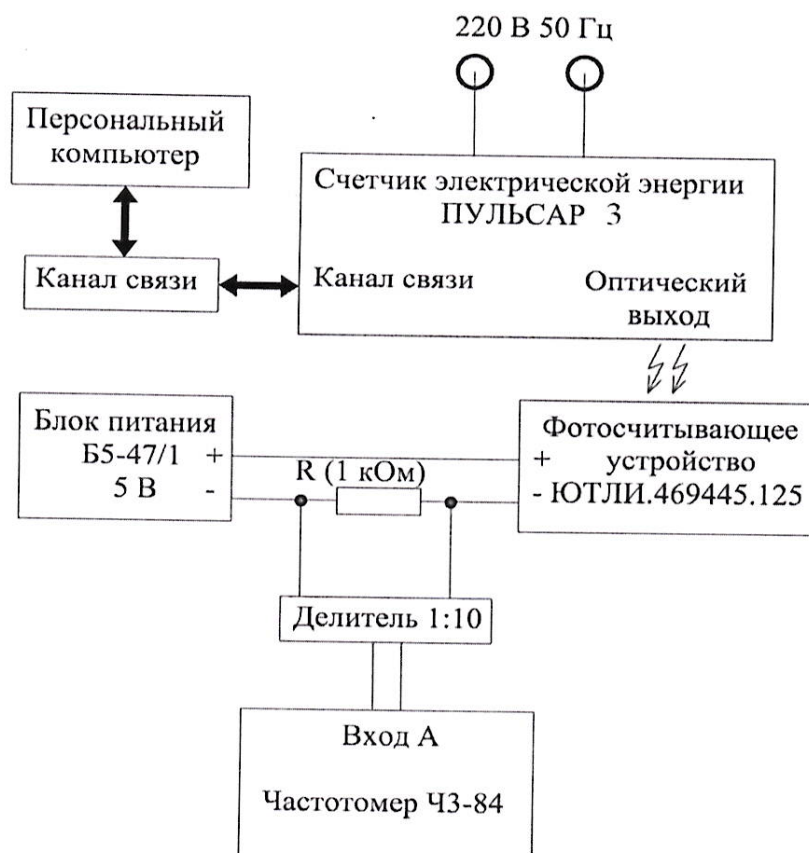 220 В 50 Гц
Персональный
компьютер
Счетчик электрической энергии
ПУЛЬСАР 3
Канал связи
Канал связи
Оптический
выход
Блок питания
Б5-47/1 +
5 В -
R (1 кОм)
Фотосчитывающее
+ устройство
- ЮТЛИ.469445.125
Делитель 1:10
Вход А
Частотомер Ч3-84